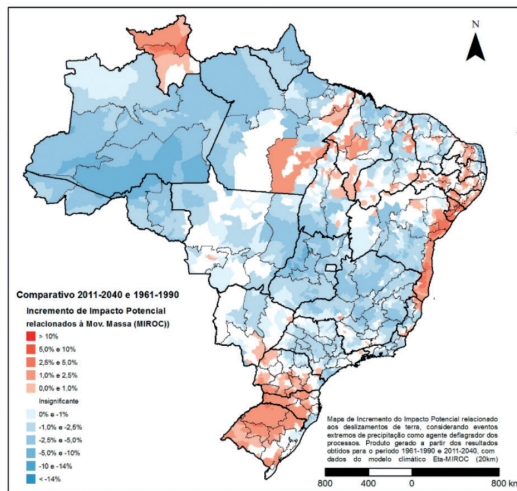 N
Comparativo 2011-2040 e 1961-1990
Incremento de Impacto Potencial
relacionados à Mov. Massa (MIROC))
> 10%
5,0% e 10%
2,5% e 5,0%
1,0% e 2,5%
0,0% e 1,0%
Insignificante
0% e -1%
-1,0% e -2,5%
-2,5% e -5,0%
-5,0% e -10%
-10 e -14%
< -14%
Mapa de Incremento do Impacto Potencial relacionado
aos deslizamentos de terra, considerando eventos
extremos de precipitação como agente deflagrador dos
processos. Produto gerado a partir dos resultados
obtidos para o período 1961-1990 e 2011-2040, com
dados do modelo climático Eta-MIROC (20km)
800 400 0 800 km